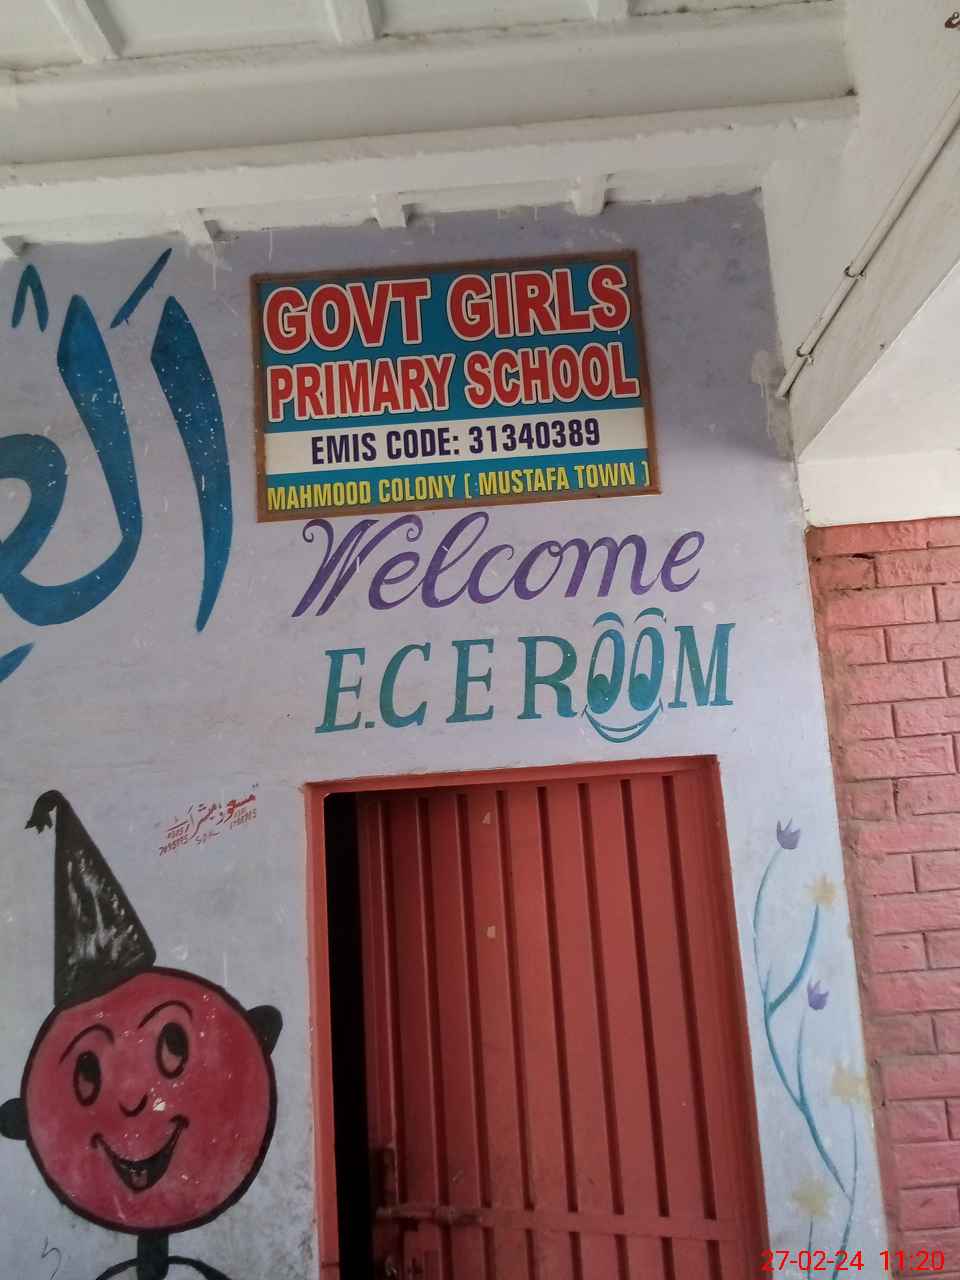 GOVT GIRLS
PRIMARY SCHOOL
EMIS CODE: 31340389
MAHMOOD COLONY ( MUSTAFA TOWN )
Welcome
E.C E ROOM
27-02-24 11:20